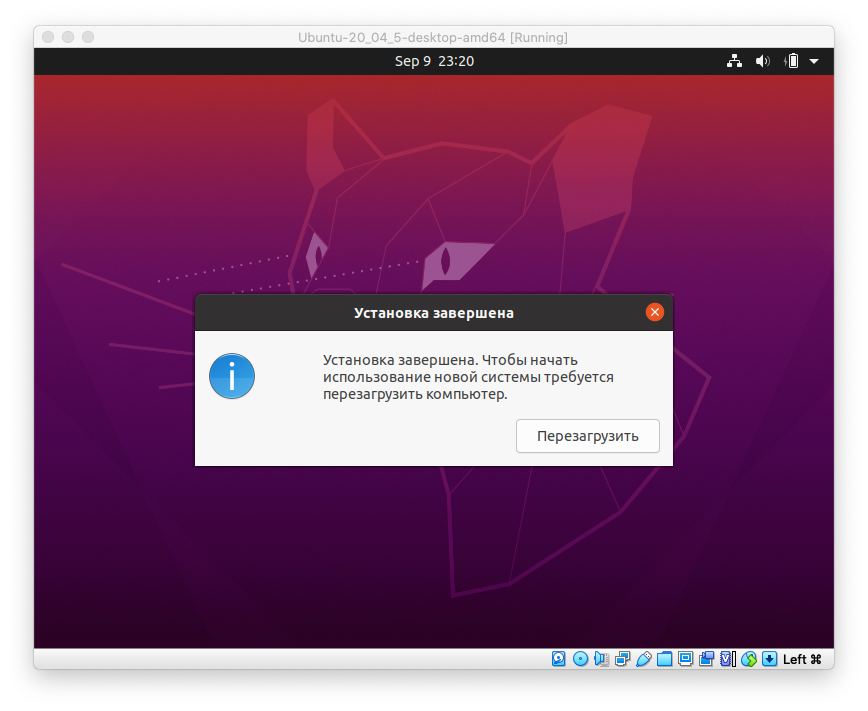 Ubuntu-20_04_5-desktop-amd64 [Running]
Sep 9 23:20
Установка завершена
Установка завершена. Чтобы начать
использование новой системы требуется
перезагрузить компьютер.
Перезагрузить
Left ⌘